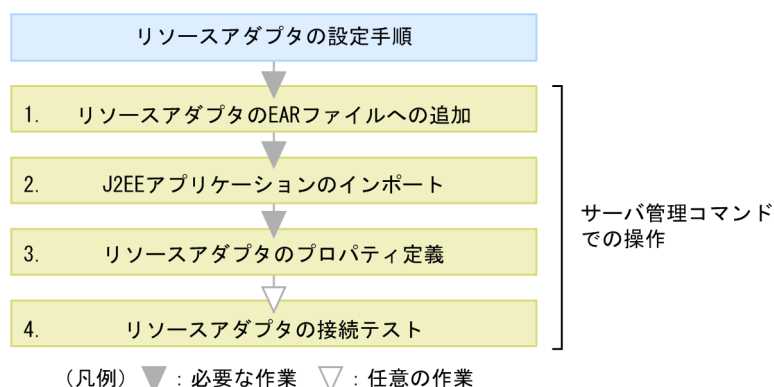 リソースアダプタの設定手順
1. リソースアダプタのEARファイルへの追加
2. J2EEアプリケーションのインポート
3. リソースアダプタのプロパティ定義
4. リソースアダプタの接続テスト
サーバ管理コマンド
での操作
（凡例）▼：必要な作業 ▽：任意の作業